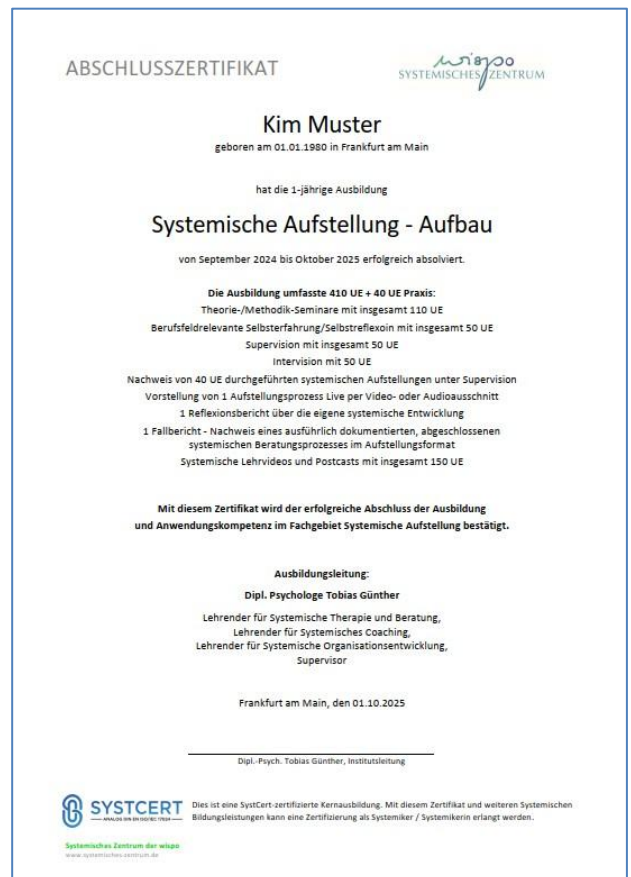 ABSCHLUSSZERTIFIKAT
wispo
SYSTEMISCHES ZENTRUM
Kim Muster
geboren am 01.01.1980 in Frankfurt am Main
hat die 1-jährige Ausbildung
Systemische Aufstellung - Aufbau
von September 2024 bis Oktober 2025 erfolgreich absolviert.
Die Ausbildung umfasste 410 UE + 40 UE Praxis:
Theorie-/Methodik-Seminare mit insgesamt 110 UE
Berufsfeldrelevante Selbsterfahrung/Selbstreflexoin mit insgesamt 50 UE
Supervision mit insgesamt 50 UE
Intervision mit 50 UE
Nachweis von 40 UE durchgeführten systemischen Aufstellungen unter Supervision
Vorstellung von 1 Aufstellungsprozess Live per Video- oder Audioausschnitt
1 Reflexionsbericht über die eigene systemische Entwicklung
1 Fallbericht - Nachweis eines ausführlich dokumentierten, abgeschlossenen
systemischen Beratungsprozesses im Aufstellungsformat
Systemische Lehrvideos und Postcasts mit insgesamt 150 UE
Mit diesem Zertifikat wird der erfolgreiche Abschluss der Ausbildung
und Anwendungskompetenz im Fachgebiet Systemische Aufstellung bestätigt.
Ausbildungsleitung:
Dipl. Psychologe Tobias Günther
Lehrender für Systemische Therapie und Beratung,
Lehrender für Systemisches Coaching,
Lehrender für Systemische Organisationsentwicklung,
Supervisor
Frankfurt am Main, den 01.10.2025
Dipl.-Psych. Tobias Günther, Institutsleitung
SYSTCERT
ANALOG DIN EN ISO/IEC 17024
Dies ist eine SystCert-zertifizierte Kernausbildung. Mit diesem Zertifikat und weiteren Systemischen
Bildungsleistungen kann eine Zertifizierung als Systemiker / Systemikerin erlangt werden.
Systemisches Zentrum der wispo
www.systemisches-zentrum.de